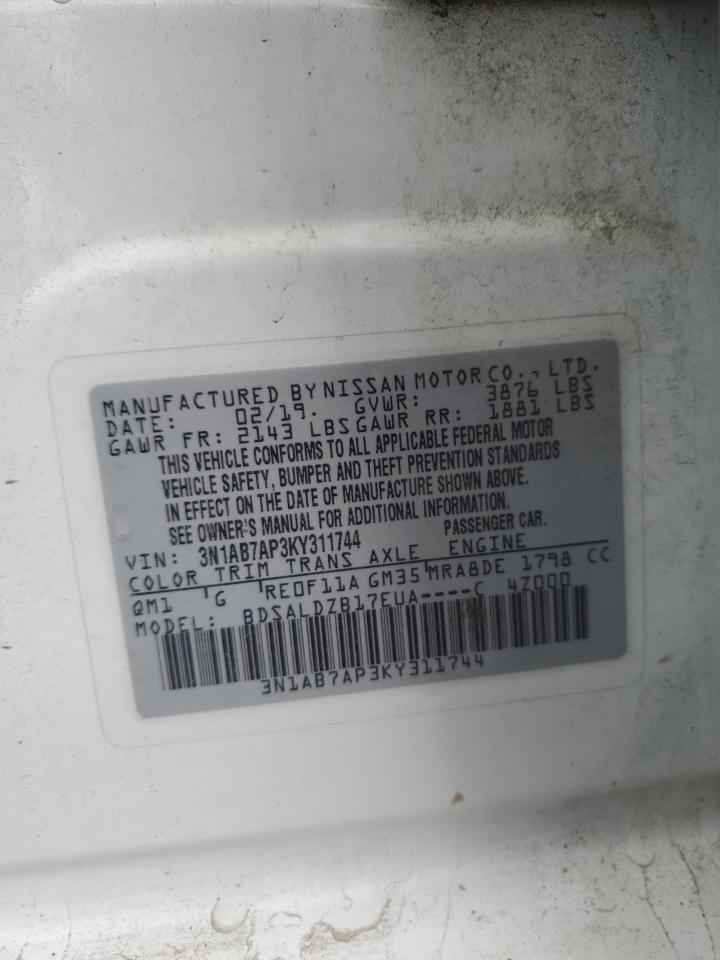 MANUFACTURED BY NISSAN MOTOR CO., LTD.
DATE: 02/19. GVWR: 3876 LBS
GAWR FR: 2143 LBS GAWR RR: 1881 LBS
THIS VEHICLE CONFORMS TO ALL APPLICABLE FEDERAL MOTOR
VEHICLE SAFETY, BUMPER AND THEFT PREVENTION STANDARDS
IN EFFECT ON THE DATE OF MANUFACTURE SHOWN ABOVE.
SEE OWNER'S MANUAL FOR ADDITIONAL INFORMATION.
VIN: 3N1AB7AP3KY311744 PASSENGER CAR.
COLOR TRIM TRANS AXLE ENGINE
QM1 G RE0F11A GM35 MRA8DE 1798 CC
MODEL: BDSALDZB17EUA----C 4Z000
3N1AB7AP3KY311744